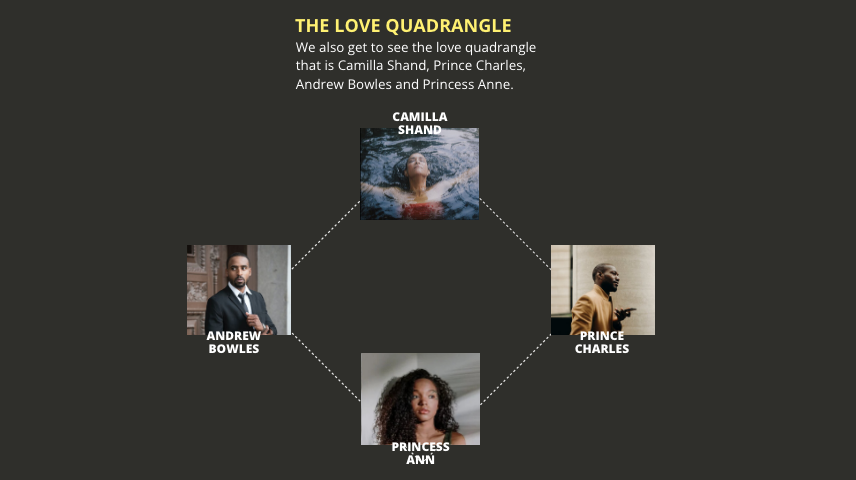 THE LOVE QUADRANGLE
We also get to see the love quadrangle
that is Camilla Shand, Prince Charles,
Andrew Bowles and Princess Anne.
CAMILLA
SHAND
ANDREW
BOWLES
PRINCE
CHARLES
PRINCESS
ANN